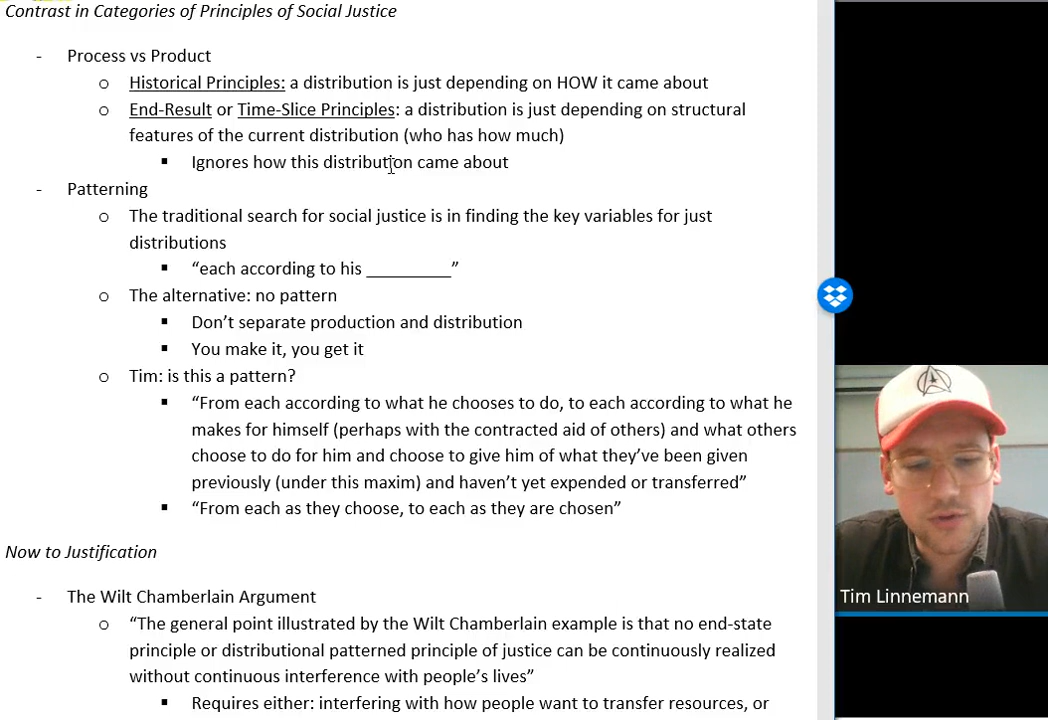 Contrast in Categories of Principles of Social Justice
- Process vs Product
o Historical Principles: a distribution is just depending on HOW it came about
o End-Result or Time-Slice Principles: a distribution is just depending on structural
features of the current distribution (who has how much)
▪ Ignores how this distribution came about
- Patterning
o The traditional search for social justice is in finding the key variables for just
distributions
▪ “each according to his _________”
o The alternative: no pattern
▪ Don’t separate production and distribution
▪ You make it, you get it
o Tim: is this a pattern?
▪ “From each according to what he chooses to do, to each according to what he
makes for himself (perhaps with the contracted aid of others) and what others
choose to do for him and choose to give him of what they’ve been given
previously (under this maxim) and haven’t yet expended or transferred”
▪ “From each as they choose, to each as they are chosen”
Now to Justification
- The Wilt Chamberlain Argument
o “The general point illustrated by the Wilt Chamberlain example is that no end-state
principle or distributional patterned principle of justice can be continuously realized
without continuous interference with people’s lives”
▪ Requires either: interfering with how people want to transfer resources, or
Tim Linnemann